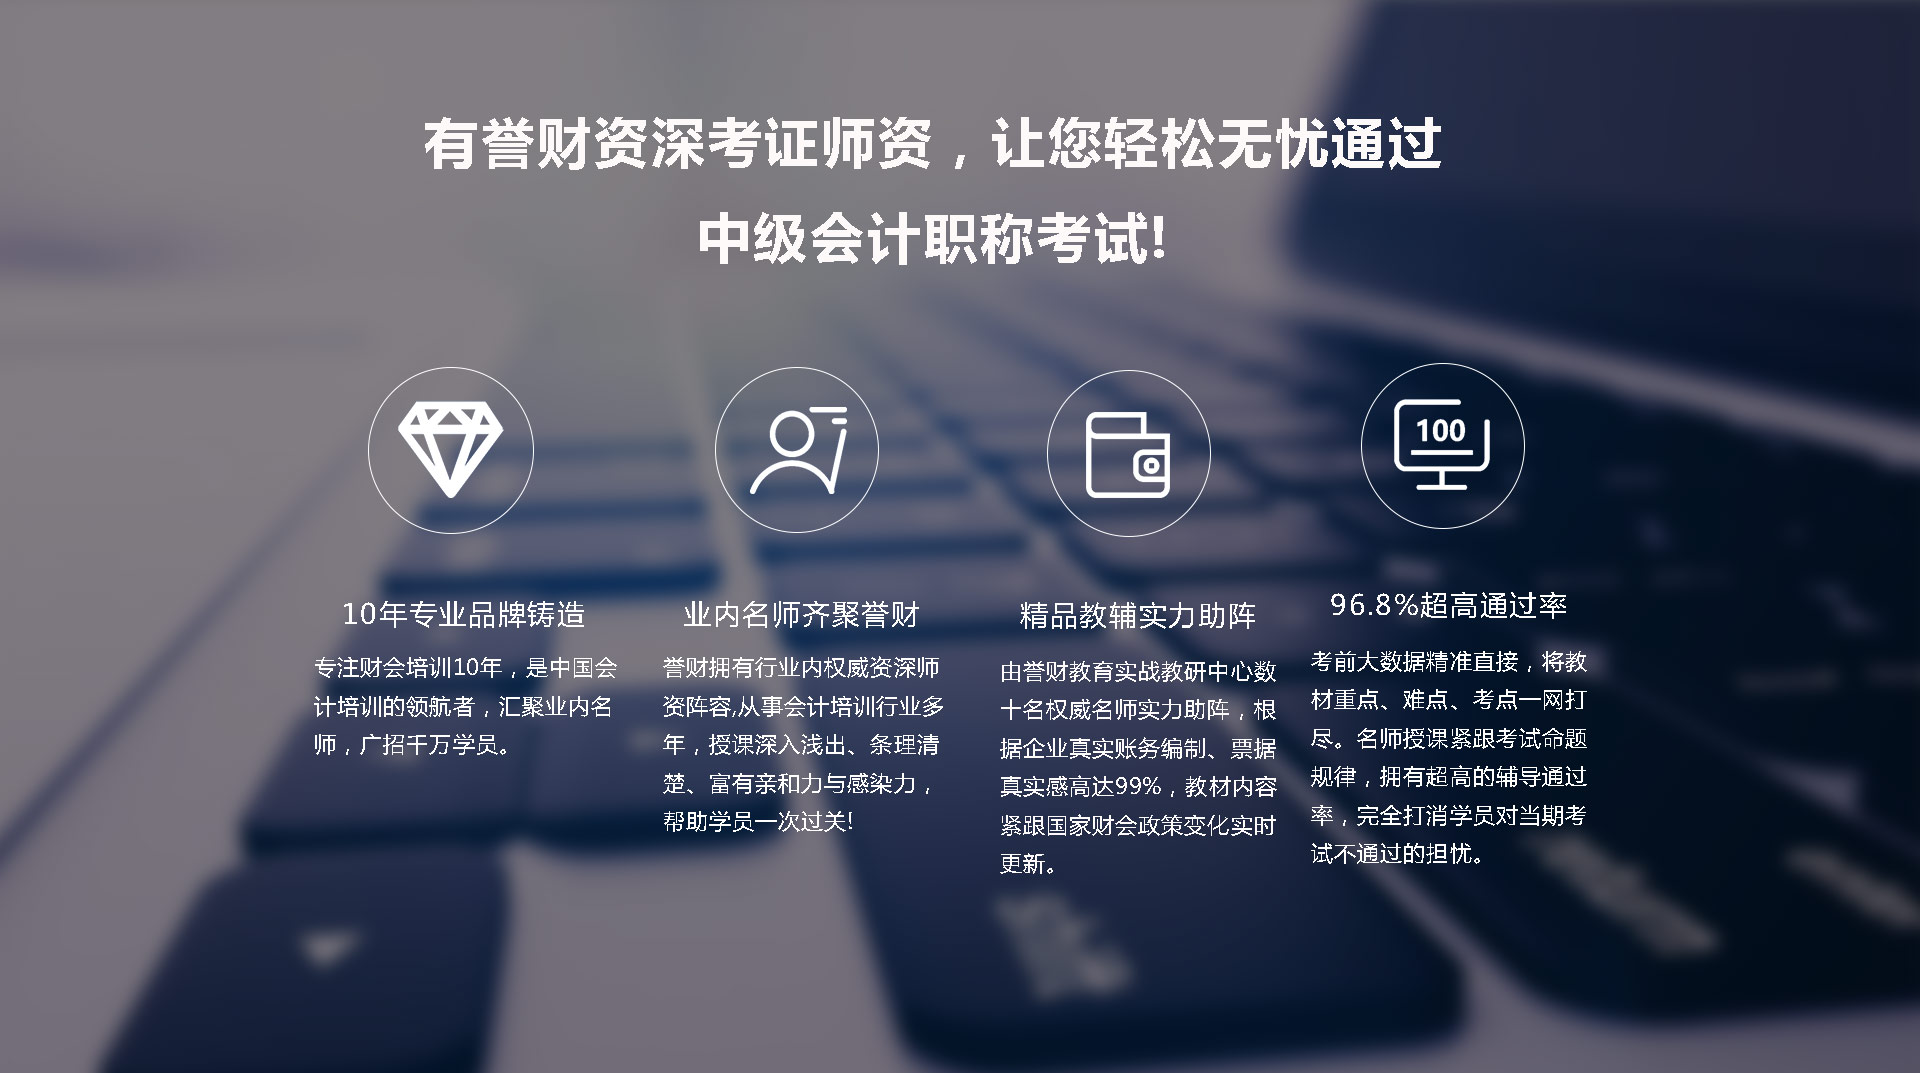 有誉财资深考证师资，让您轻松无忧通过
中级会计职称考试!
100
10年专业品牌铸造
专注财会培训10年，是中国会
计培训的领航者，汇聚业内名
师，广招千万学员。
业内名师齐聚誉财
誉财拥有行业内权威资深师
资阵容,从事会计培训行业多
年，授课深入浅出、条理清
楚、富有亲和力与感染力，
帮助学员一次过关!
精品教辅实力助阵
由誉财教育实战教研中心数
十名权威名师实力助阵，根
据企业真实账务编制、票据
真实感高达99%，教材内容
紧跟国家财会政策变化实时
更新。
96.8%超高通过率
考前大数据精准直接，将教
材重点、难点、考点一网打
尽。名师授课紧跟考试命题
规律，拥有超高的辅导通过
率，完全打消学员对当期考
试不通过的担忧。